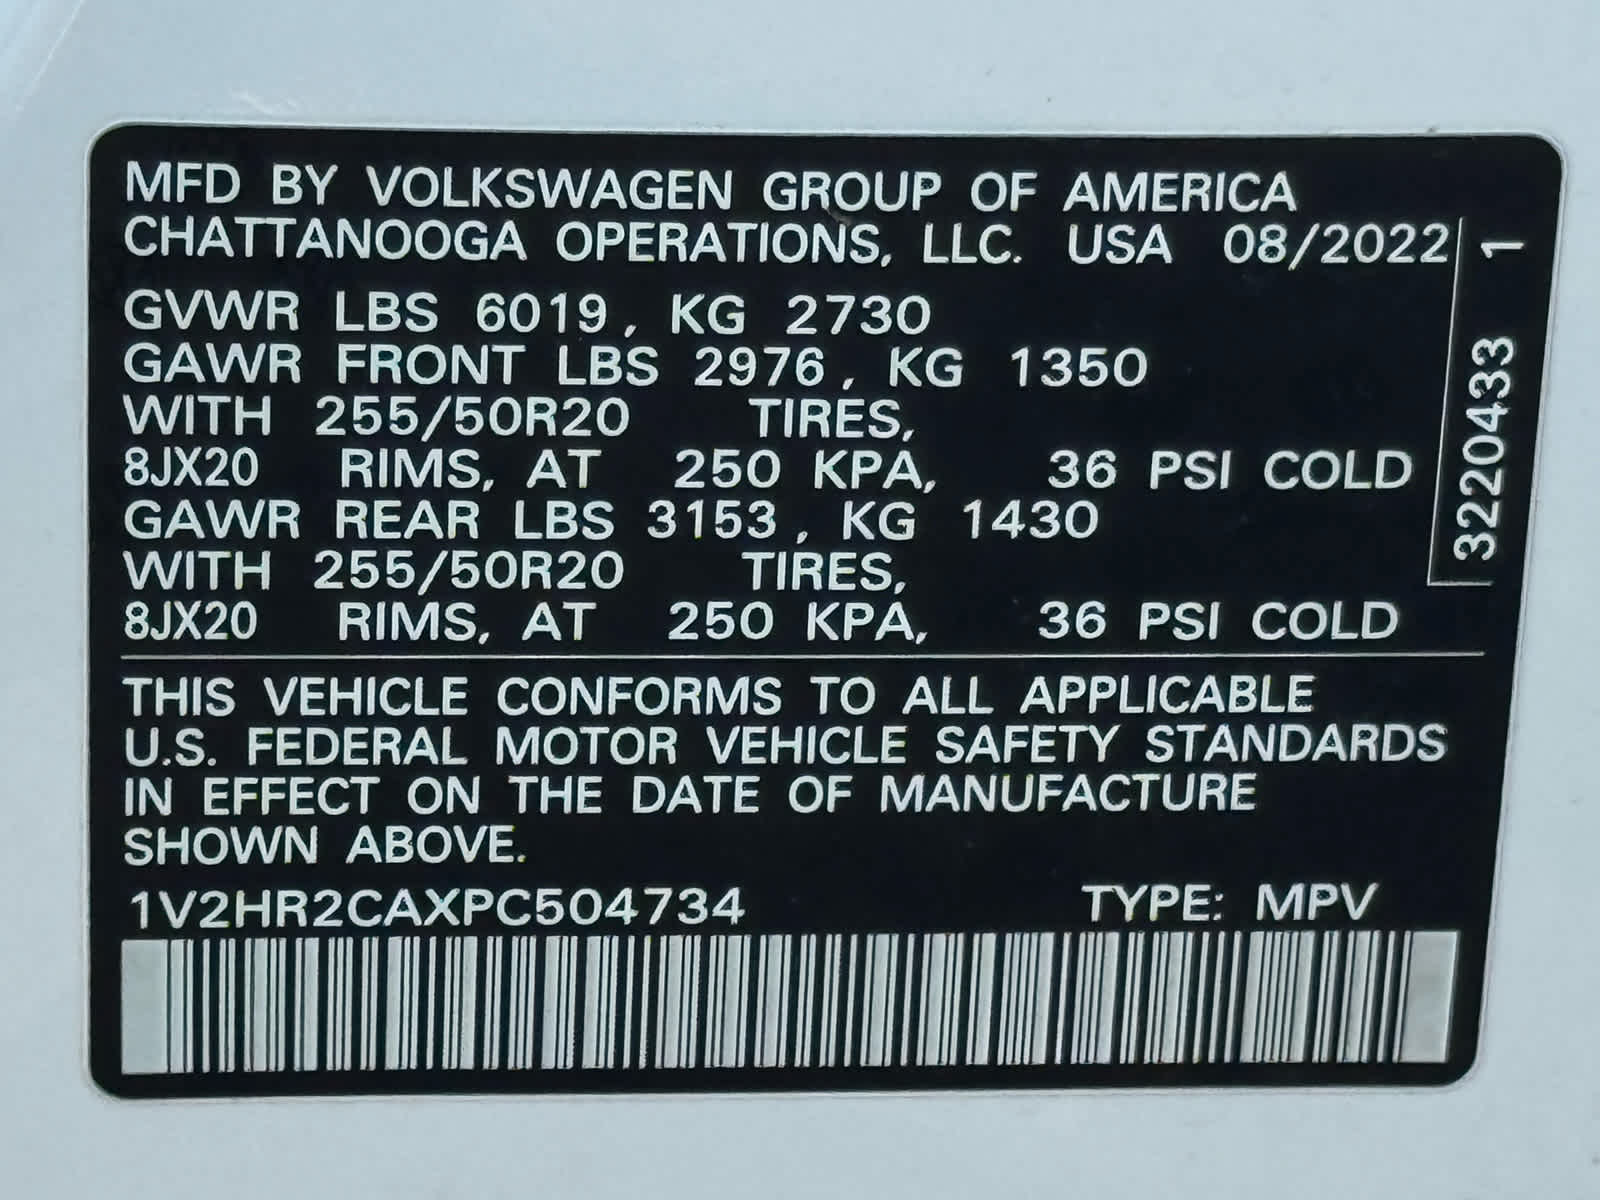 MFD BY VOLKSWAGEN GROUP OF AMERICA
CHATTANOOGA OPERATIONS, LLC. USA 08/2022
GVWR LBS 6019, KG 2730
GAWR FRONT LBS 2976, KG 1350
WITH 255/50R20 TIRES,
8JX20 RIMS, AT 250 KPA, 36 PSI COLD
GAWR REAR LBS 3153, KG 1430
WITH 255/50R20 TIRES,
8JX20 RIMS, AT 250 KPA, 36 PSI COLD
3220433 1
THIS VEHICLE CONFORMS TO ALL APPLICABLE
U.S. FEDERAL MOTOR VEHICLE SAFETY STANDARDS
IN EFFECT ON THE DATE OF MANUFACTURE
SHOWN ABOVE.
1V2HR2CAXPC504734 TYPE: MPV